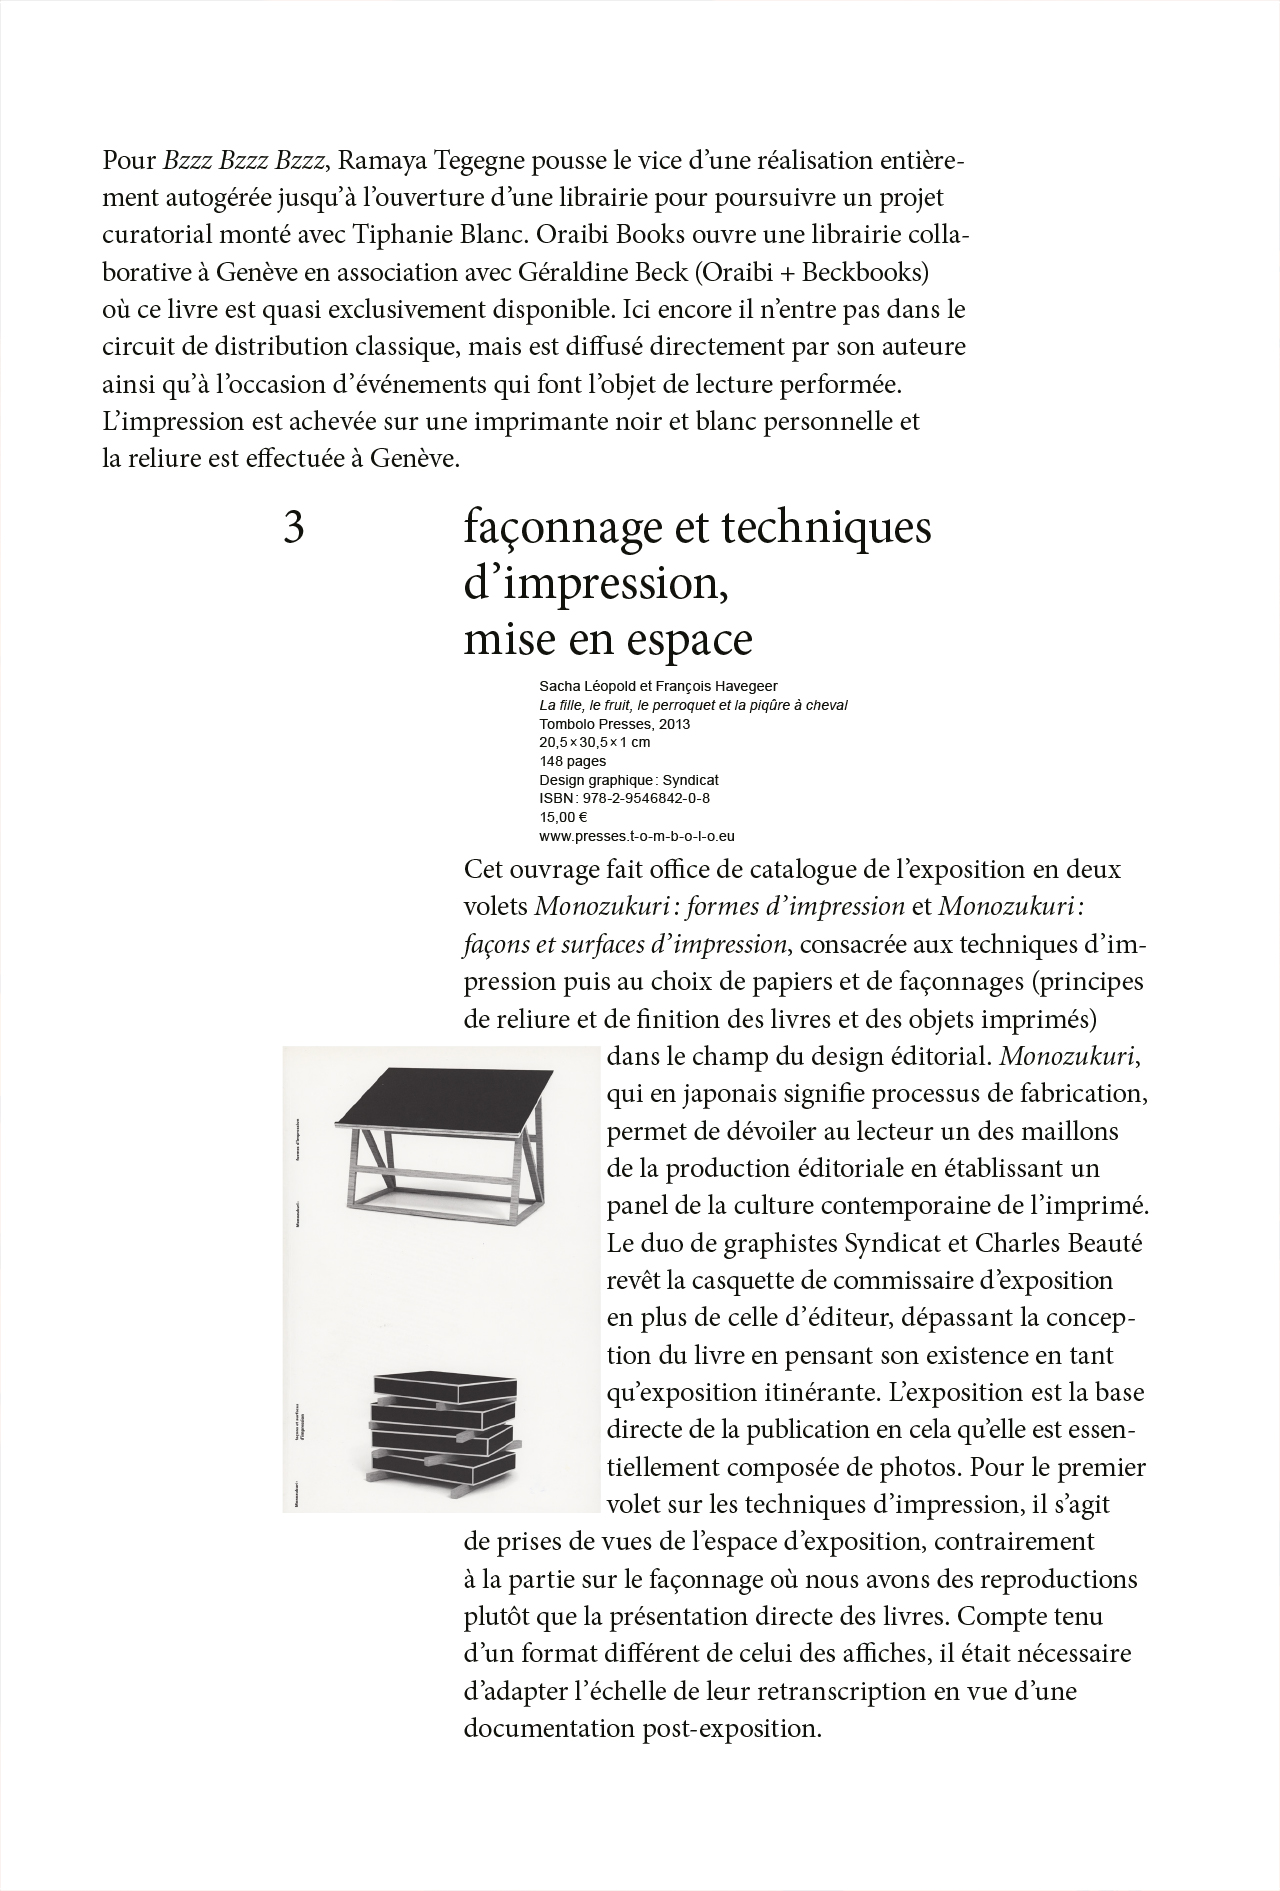 Pour Bzzz Bzzz Bzzz, Ramaya Tegegne pousse le vice d’une réalisation entière-
ment autogérée jusqu’à l’ouverture d’une librairie pour poursuivre un projet
curatorial monté avec Tiphanie Blanc. Oraibi Books ouvre une librairie colla-
borative à Genève en association avec Géraldine Beck (Oraibi + Beckbooks)
où ce livre est quasi exclusivement disponible. Ici encore il n’entre pas dans le
circuit de distribution classique, mais est diffusé directement par son auteure
ainsi qu’à l’occasion d’événements qui font l’objet de lecture performée.
L’impression est achevée sur une imprimante noir et blanc personnelle et
la reliure est effectuée à Genève.
3
façonnage et techniques
d’impression,
mise en espace
Sacha Léopold et François Havegeer
La fille, le fruit, le perroquet et la piqûre à cheval
Tombolo Presses, 2013
20,5 × 30,5 × 1 cm
148 pages
Design graphique : Syndicat
ISBN : 978-2-9546842-0-8
15,00 €
www.presses.t-o-m-b-o-l-o.eu
Cet ouvrage fait office de catalogue de l’exposition en deux
volets Monozukuri : formes d’impression et Monozukuri :
façons et surfaces d’impression, consacrée aux techniques d’im-
pression puis au choix de papiers et de façonnages (principes
de reliure et de finition des livres et des objets imprimés)
dans le champ du design éditorial. Monozukuri,
qui en japonais signifie processus de fabrication,
permet de dévoiler au lecteur un des maillons
de la production éditoriale en établissant un
panel de la culture contemporaine de l’imprimé.
Le duo de graphistes Syndicat et Charles Beauté
revêt la casquette de commissaire d’exposition
en plus de celle d’éditeur, dépassant la concep-
tion du livre en pensant son existence en tant
qu’exposition itinérante. L’exposition est la base
directe de la publication en cela qu’elle est essen-
tiellement composée de photos. Pour le premier
volet sur les techniques d’impression, il s’agit
de prises de vues de l’espace d’exposition, contrairement
à la partie sur le façonnage où nous avons des reproductions
plutôt que la présentation directe des livres. Compte tenu
d’un format différent de celui des affiches, il était nécessaire
d’adapter l’échelle de leur retranscription en vue d’une
documentation post-exposition.
formes d’impression
Monozukuri :
façons et surfaces
d’impression
Monozukuri :